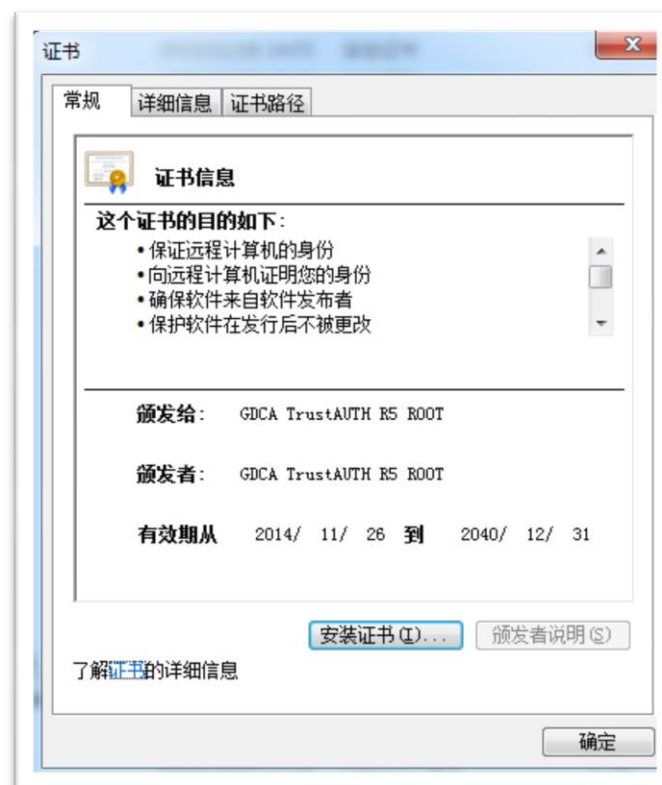 证书
常规 详细信息 证书路径
证书信息
这个证书的目的如下:
•保证远程计算机的身份
•向远程计算机证明您的身份
•确保软件来自软件发布者
•保护软件在发行后不被更改
颁发给: GDCA TrustAUTH R5 ROOT
颁发者: GDCA TrustAUTH R5 ROOT
有效期从 2014/ 11/ 26 到 2040/ 12/ 31
安装证书(I)... 颁发者说明(S)
了解证书的详细信息
确定